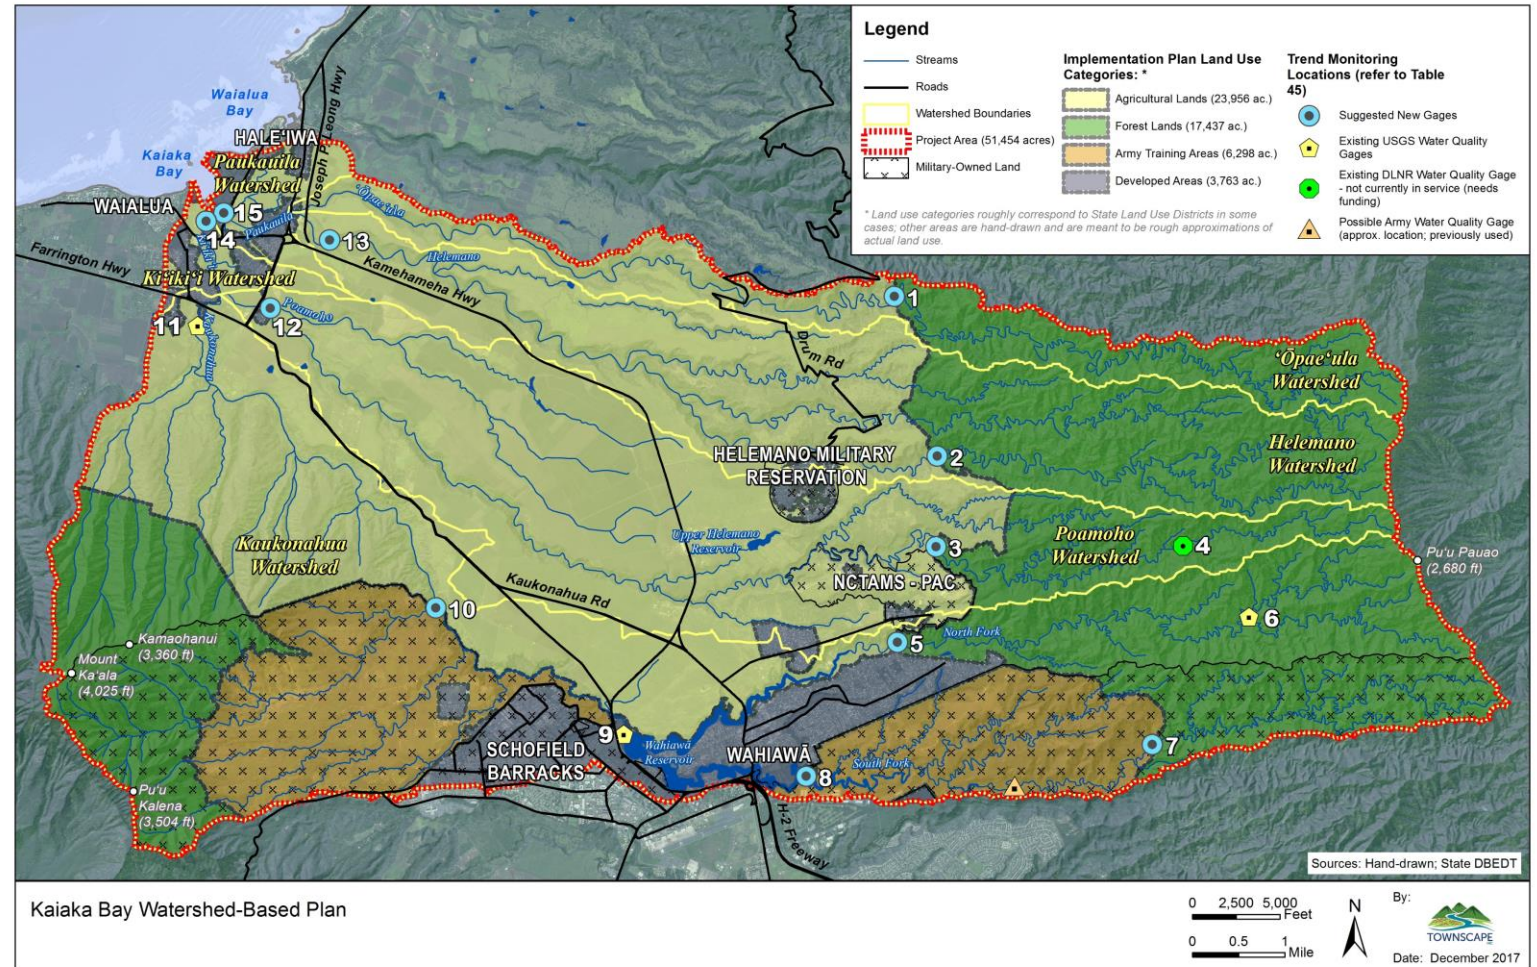 Legend
Streams
Roads
Watershed Boundaries
Project Area (51,454 acres)
Military-Owned Land
Implementation Plan Land Use
Categories: *
Agricultural Lands (23,956 ac.)
Forest Lands (17,437 ac.)
Army Training Areas (6,298 ac.)
Developed Areas (3,763 ac.)
Trend Monitoring
Locations (refer to Table
45)
Suggested New Gages
Existing USGS Water Quality
Gages
Existing DLNR Water Quality Gage
- not currently in service (needs
funding)
Possible Army Water Quality Gage
(approx. location; previously used)
* Land use categories roughly correspond to State Land Use Districts in some
cases; other areas are hand-drawn and are meant to be rough approximations of
actual land use.
Waialua
Bay
HALE'IWA
Kaiaka
Bay
Paukauila
Watershed
Joseph P Leong Hwy
WAIALUA
15
14
Paukauila
'Ōpae'ula
13
Helemano
Farrington Hwy
Ki'iki'i Watershed
Kamehameha Hwy
11
12
Poamoho
Kaukonahua
1
Drum Rd
'Ōpae'ula
Watershed
Helemano
Watershed
HELEMANO MILITARY
RESERVATION
2
Upper Helemano
Reservoir
3
Poamoho
Watershed
4
Pu'u Pauao
(2,680 ft)
Kaukonahua
Watershed
NCTAMS - PAC
Kaukonahua Rd
10
6
North Fork
5
Kamaohanui
(3,360 ft)
Mount
Ka'ala
(4,025 ft)
9
SCHOFIELD
BARRACKS
Wahiawā
Reservoir
WAHIAWĀ
7
South Fork
8
Pu'u
Kalena
(3,504 ft)
H-2 Freeway
Sources: Hand-drawn; State DBEDT
Kaiaka Bay Watershed-Based Plan
0 2,500 5,000
Feet
0 0.5 1
Mile
N
By:
TOWNSCAPE
Date: December 2017